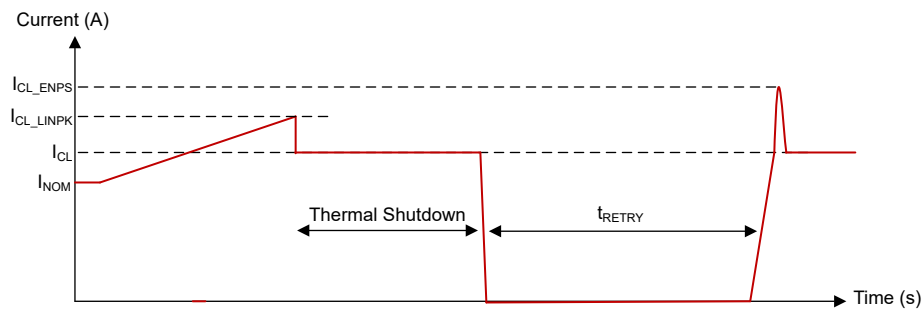 Current (A)
I_CL_ENPS
I_CL_LINPK
I_CL
I_NOM
Thermal Shutdown
t_RETRY
Time (s)